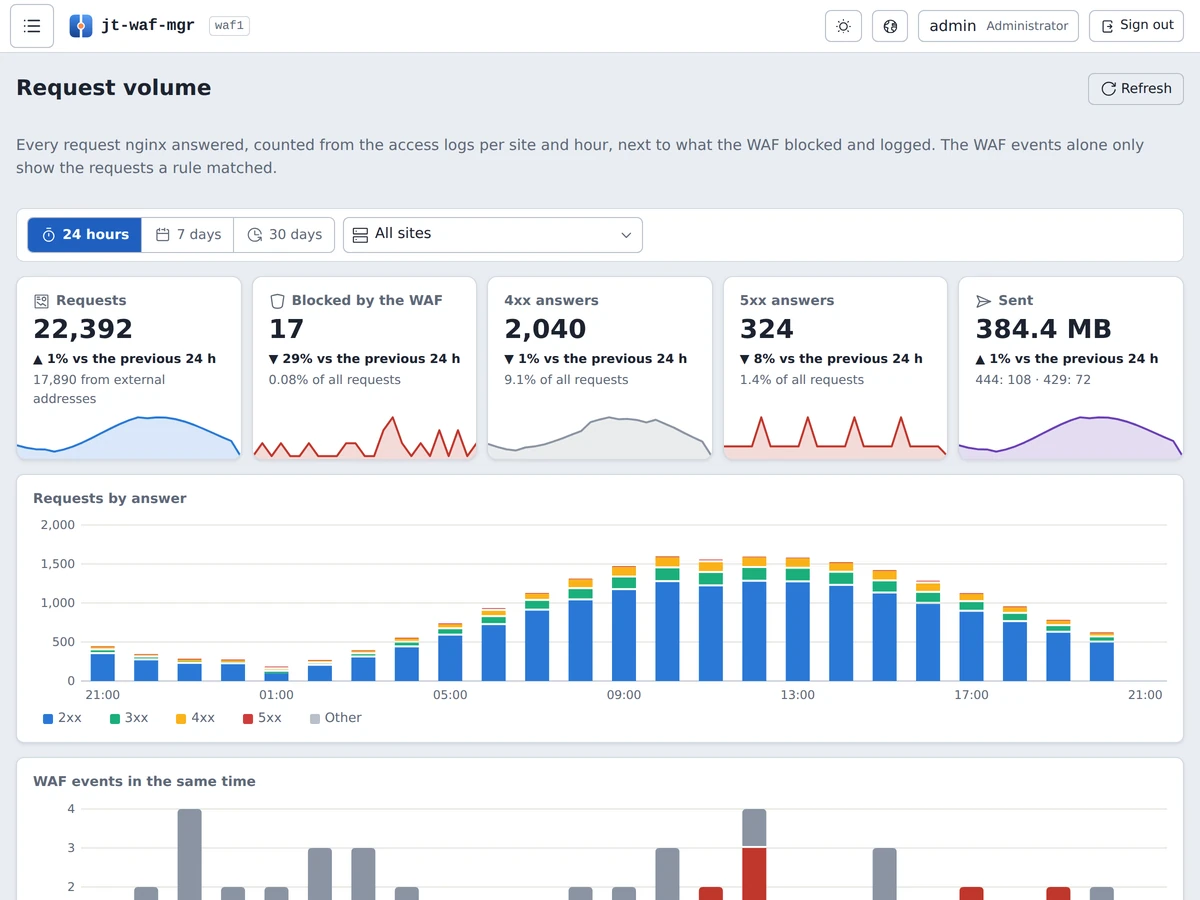 jt-waf-mgr waf1 admin Administrator Sign out
Request volume Refresh
Every request nginx answered, counted from the access logs per site and hour, next to what the WAF blocked and logged. The WAF events alone only
show the requests a rule matched.
24 hours 7 days 30 days All sites
Requests
22,392
▲ 1% vs the previous 24 h
17,890 from external
addresses
Blocked by the WAF
17
▼ 29% vs the previous 24 h
0.08% of all requests
4xx answers
2,040
▼ 1% vs the previous 24 h
9.1% of all requests
5xx answers
324
▼ 8% vs the previous 24 h
1.4% of all requests
Sent
384.4 MB
▲ 1% vs the previous 24 h
444: 108 · 429: 72
Requests by answer
2,000
1,500
1,000
500
0
21:00 01:00 05:00 09:00 13:00 17:00 21:00
2xx 3xx 4xx 5xx Other
WAF events in the same time
4
3
2